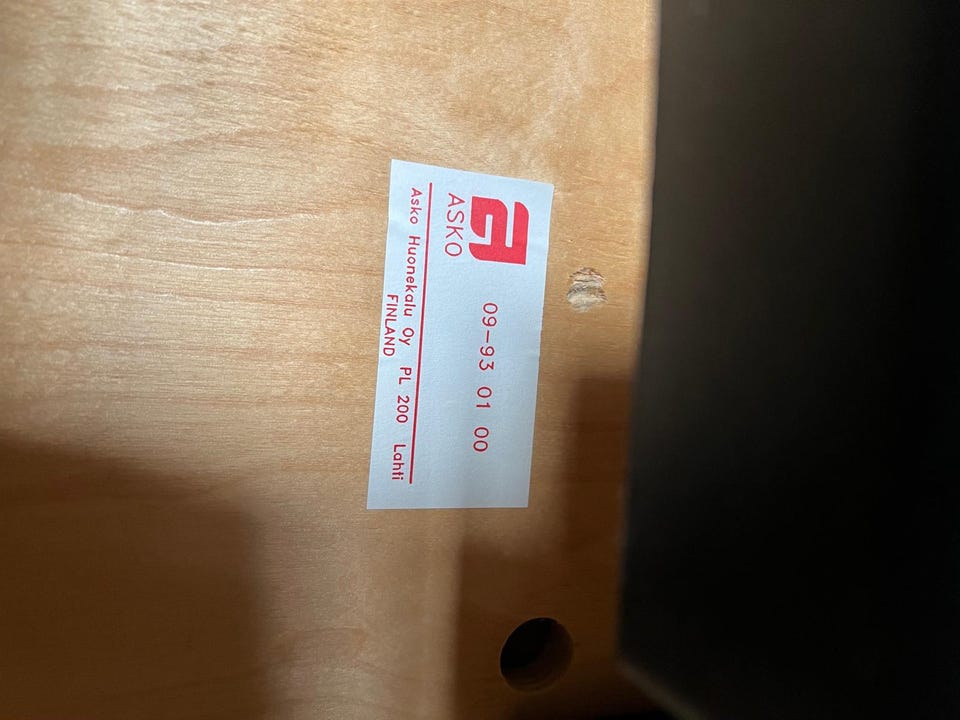 ASKO
09-93 01 00
Asko Huonekalu Oy PL 200 Lahti
FINLAND